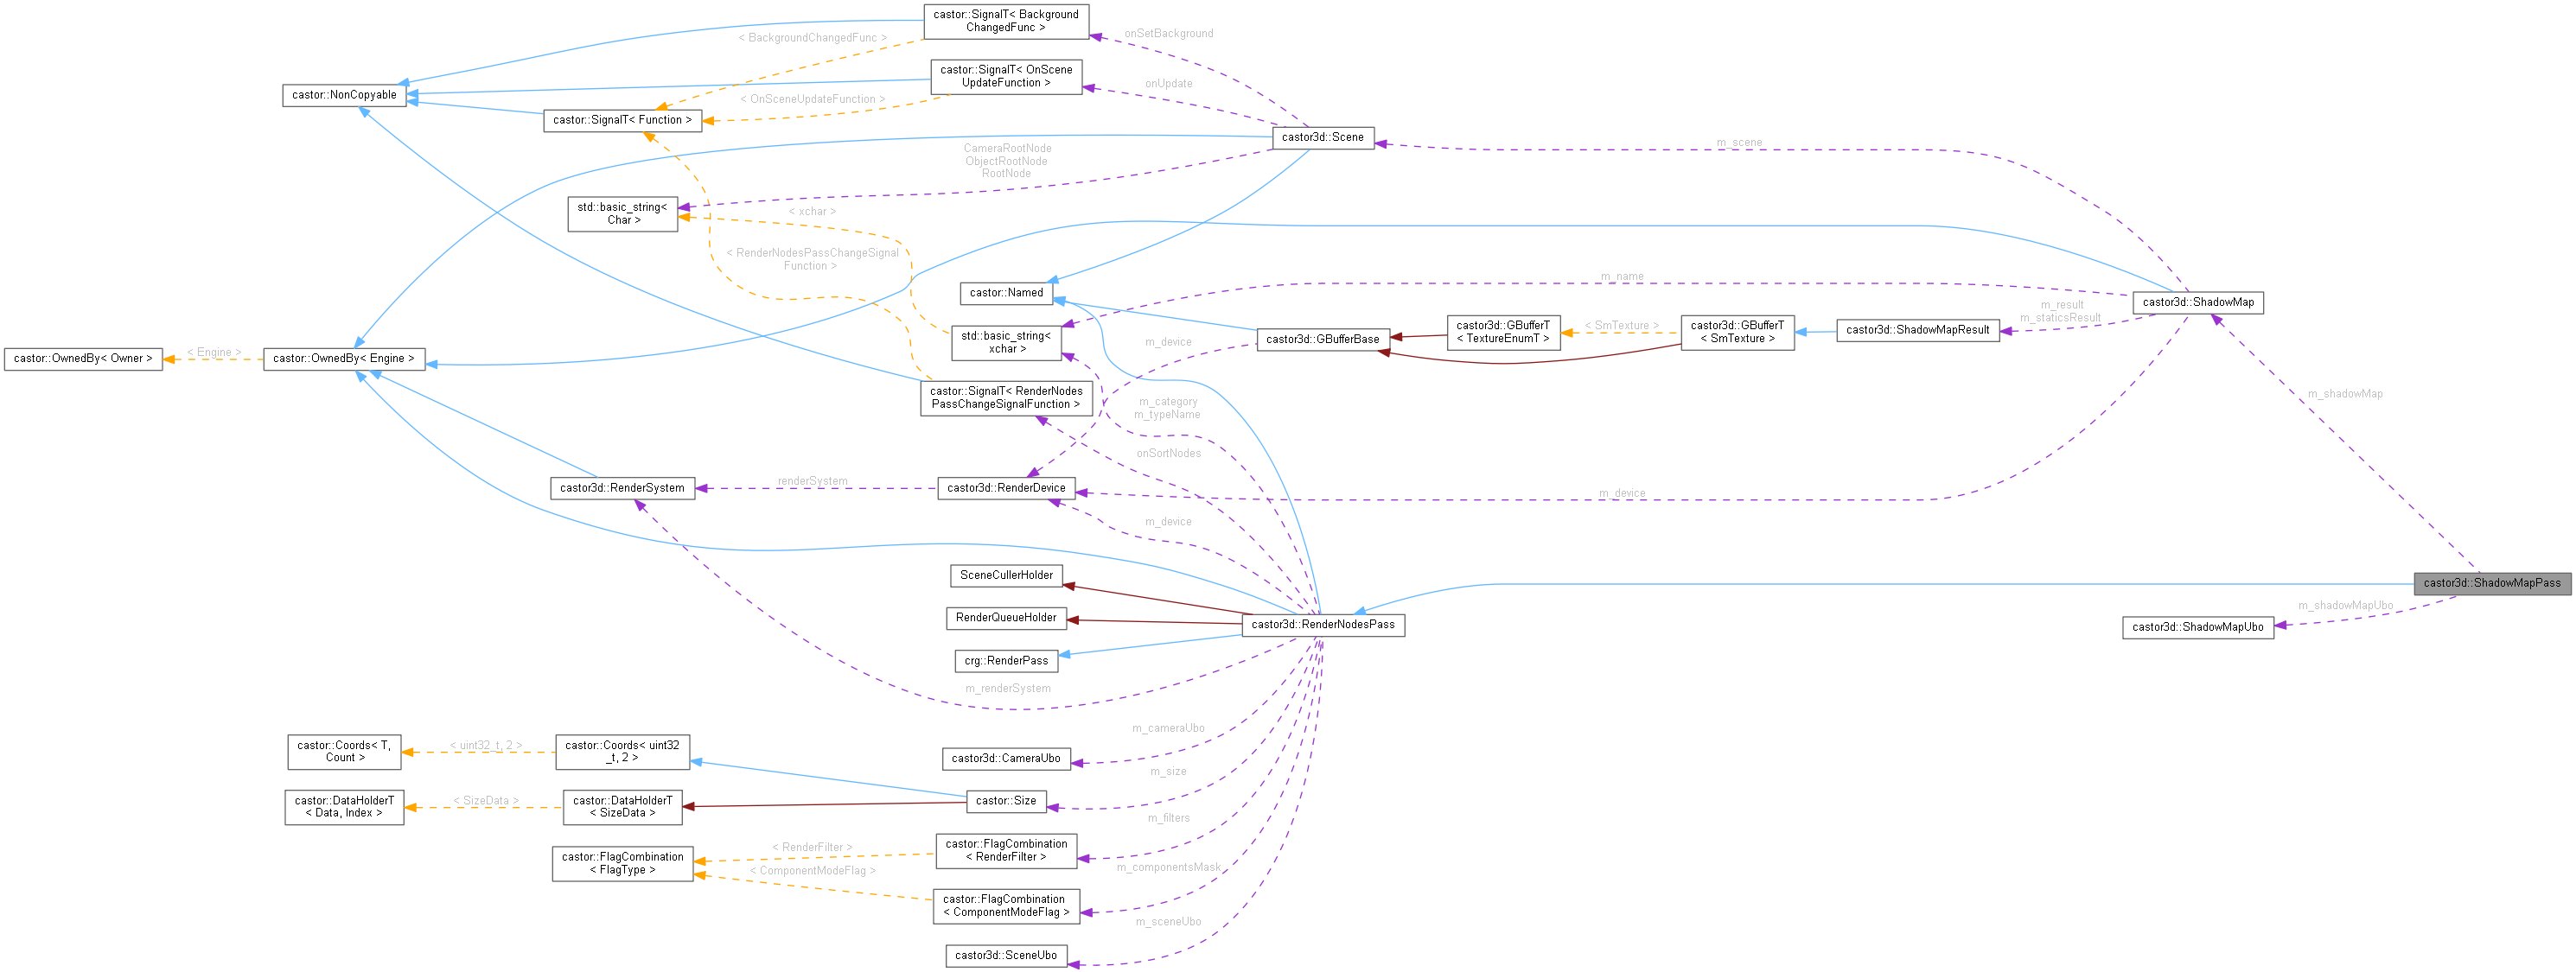 castor::SignalT< Background
ChangedFunc >
onSetBackground
< BackgroundChangedFunc >
castor::SignalT< OnScene
UpdateFunction >
onUpdate
castor::NonCopyable
< OnSceneUpdateFunction >
castor::SignalT< Function >
castor3d::Scene
m_scene
CameraRootNode
ObjectRootNode
RootNode
std::basic_string<
Char >
< xchar >
< RenderNodesPassChangeSignal
Function >
castor::Named
m_name
castor3d::ShadowMap
m_result
m_staticsResult
castor3d::GBufferT
< TextureEnumT >
< SmTexture >
castor3d::GBufferT
< SmTexture >
castor3d::ShadowMapResult
std::basic_string<
xchar >
m_device
castor3d::GBufferBase
castor::OwnedBy< Owner >
< Engine >
castor::OwnedBy< Engine >
castor::SignalT< RenderNodes
PassChangeSignalFunction >
m_category
m_typeName
m_shadowMap
onSortNodes
castor3d::RenderSystem
renderSystem
castor3d::RenderDevice
m_device
m_device
SceneCullerHolder
castor3d::ShadowMapPass
m_shadowMapUbo
RenderQueueHolder
castor3d::RenderNodesPass
castor3d::ShadowMapUbo
crg::RenderPass
m_renderSystem
m_cameraUbo
castor::Coords< T,
Count >
< uint32_t, 2 >
castor::Coords< uint32
_t, 2 >
castor3d::CameraUbo
m_size
castor::DataHolderT
< Data, Index >
< SizeData >
castor::DataHolderT
< SizeData >
castor::Size
m_filters
castor::FlagCombination
< FlagType >
< RenderFilter >
castor::FlagCombination
< RenderFilter >
< ComponentModeFlag >
m_componentsMask
castor::FlagCombination
< ComponentModeFlag >
m_sceneUbo
castor3d::SceneUbo